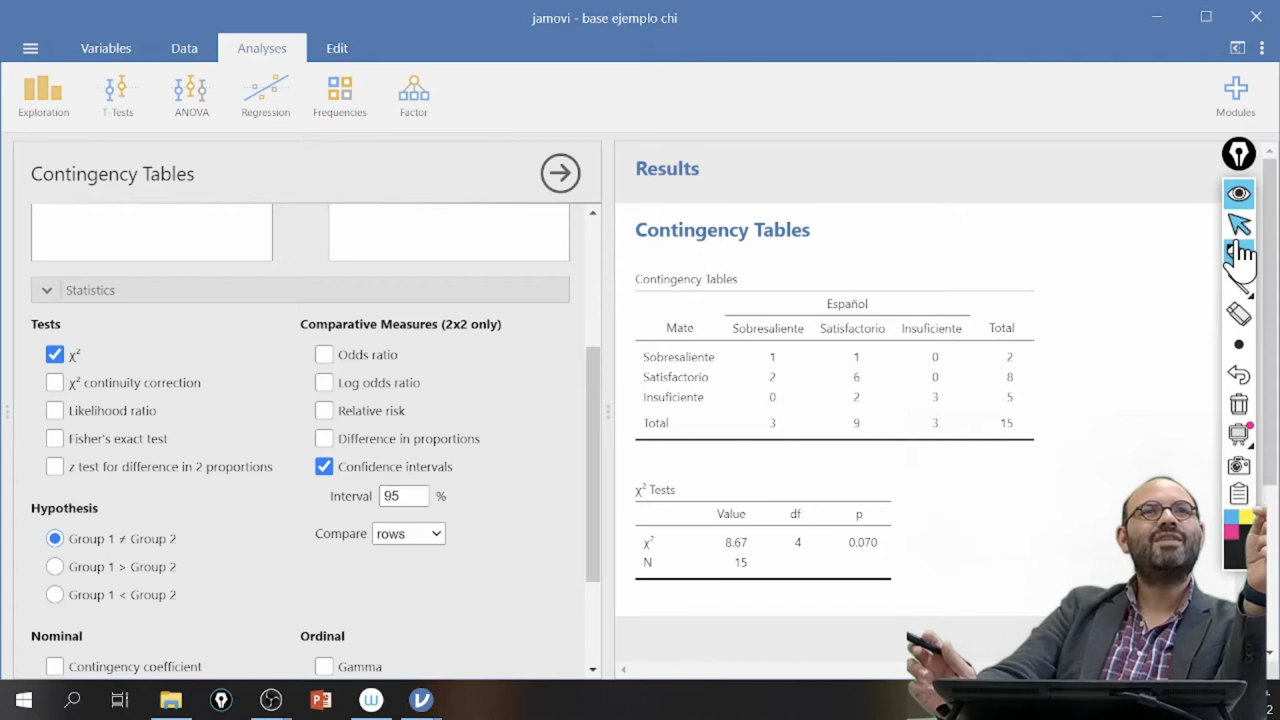 jamovi - base ejemplo chi
Variables Data Analyses Edit
Exploration T-Tests ANOVA Regression Frequencies Factor Modules
Contingency Tables
Statistics
Tests
χ²
χ² continuity correction
Likelihood ratio
Fisher's exact test
z test for difference in 2 proportions
Hypothesis
Group 1 ≠ Group 2
Group 1 > Group 2
Group 1 < Group 2
Nominal
Contingency coefficient
Comparative Measures (2x2 only)
Odds ratio
Log odds ratio
Relative risk
Difference in proportions
Confidence intervals
Interval 95 %
Compare rows
Ordinal
Gamma
Results
Contingency Tables
Contingency Tables
Español
Mate Sobresaliente Satisfactorio Insuficiente Total
Sobresaliente 1 1 0 2
Satisfactorio 2 6 0 8
Insuficiente 0 2 3 5
Total 3 9 3 15
χ² Tests
Value df p
χ² 8.67 4 0.070
N 15